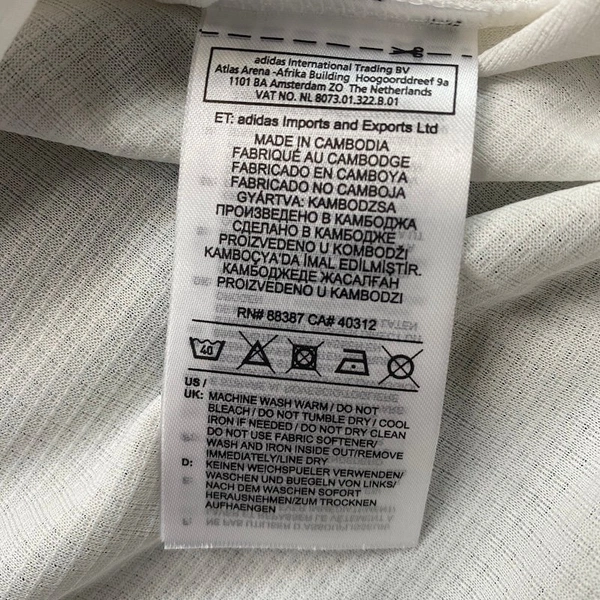 adidas International Trading BV
Atlas Arena -Afrika Building Hoogoorddreef 9a
1101 BA Amsterdam ZO The Netherlands
VAT NO. NL 8073.01.322.B.01
ET: adidas Imports and Exports Ltd
MADE IN CAMBODIA
FABRIQUÉ AU CAMBODGE
FABRICADO EN CAMBOYA
FABRICADO NO CAMBOJA
GYÁRTVA: KAMBODZSA
ПРОИЗВЕДЕНО В КАМБОДЖА
СДЕЛАНО В КАМБОДЖЕ
PROIZVEDENO U KOMBODŽI
KAMBOÇYA'DA İMAL EDİLMİŞTİR.
КАМБОДЖЕДЕ ЖАСАЛҒАН
PROIZVEDENO U KAMBODZI
RN# 88387 CA# 40312
40
US /
UK: MACHINE WASH WARM / DO NOT
BLEACH / DO NOT TUMBLE DRY / COOL
IRON IF NEEDED / DO NOT DRY CLEAN
DO NOT USE FABRIC SOFTENER/
WASH AND IRON INSIDE OUT/REMOVE
IMMEDIATELY/LINE DRY
D: KEINEN WEICHSPUELER VERWENDEN/
WASCHEN UND BUEGELN VON LINKS/
NACH DEM WASCHEN SOFORT
HERAUSNEHMEN/ZUM TROCKNEN
AUFHAENGEN